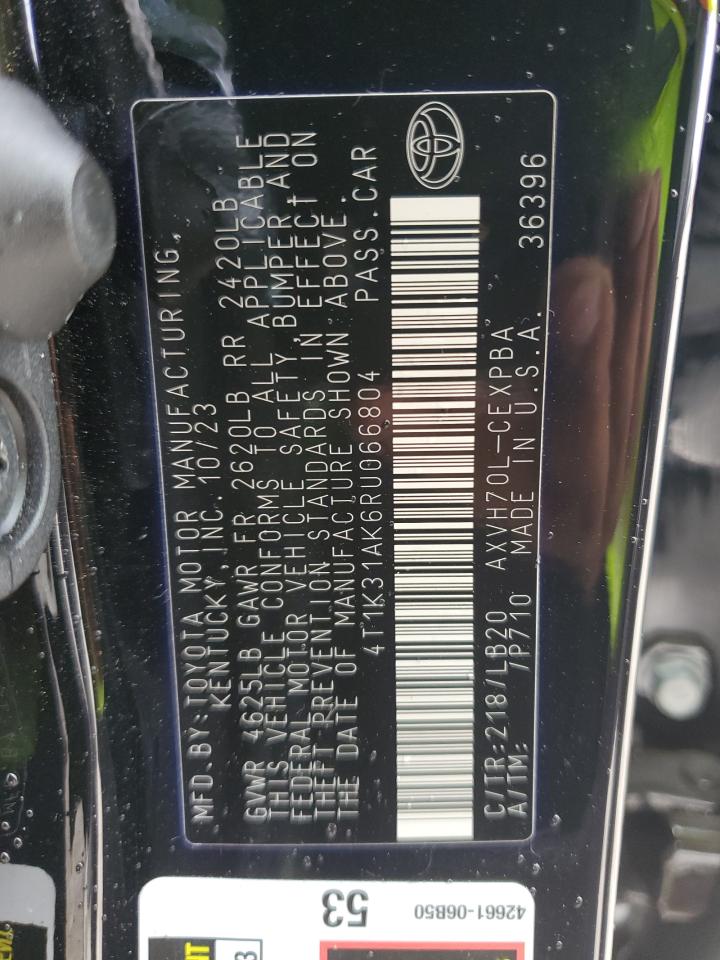 MFD. BY: TOYOTA MOTOR MANUFACTURING,
KENTUCKY, INC. 10/23
GVWR 4625LB GAWR FR 2620LB RR 2420LB
THIS VEHICLE CONFORMS TO ALL APPLICABLE
FEDERAL MOTOR VEHICLE SAFETY, BUMPER AND
THEFT PREVENTION STANDARDS IN EFFECT ON
THE DATE OF MANUFACTURE SHOWN ABOVE.
4T1K31AK6RU066804 PASS.CAR
C/TR:218/LB20 AXVH70L-CEXPBA 36396
A/TM: /P710 MADE IN U.S.A.
53
42661-06B50